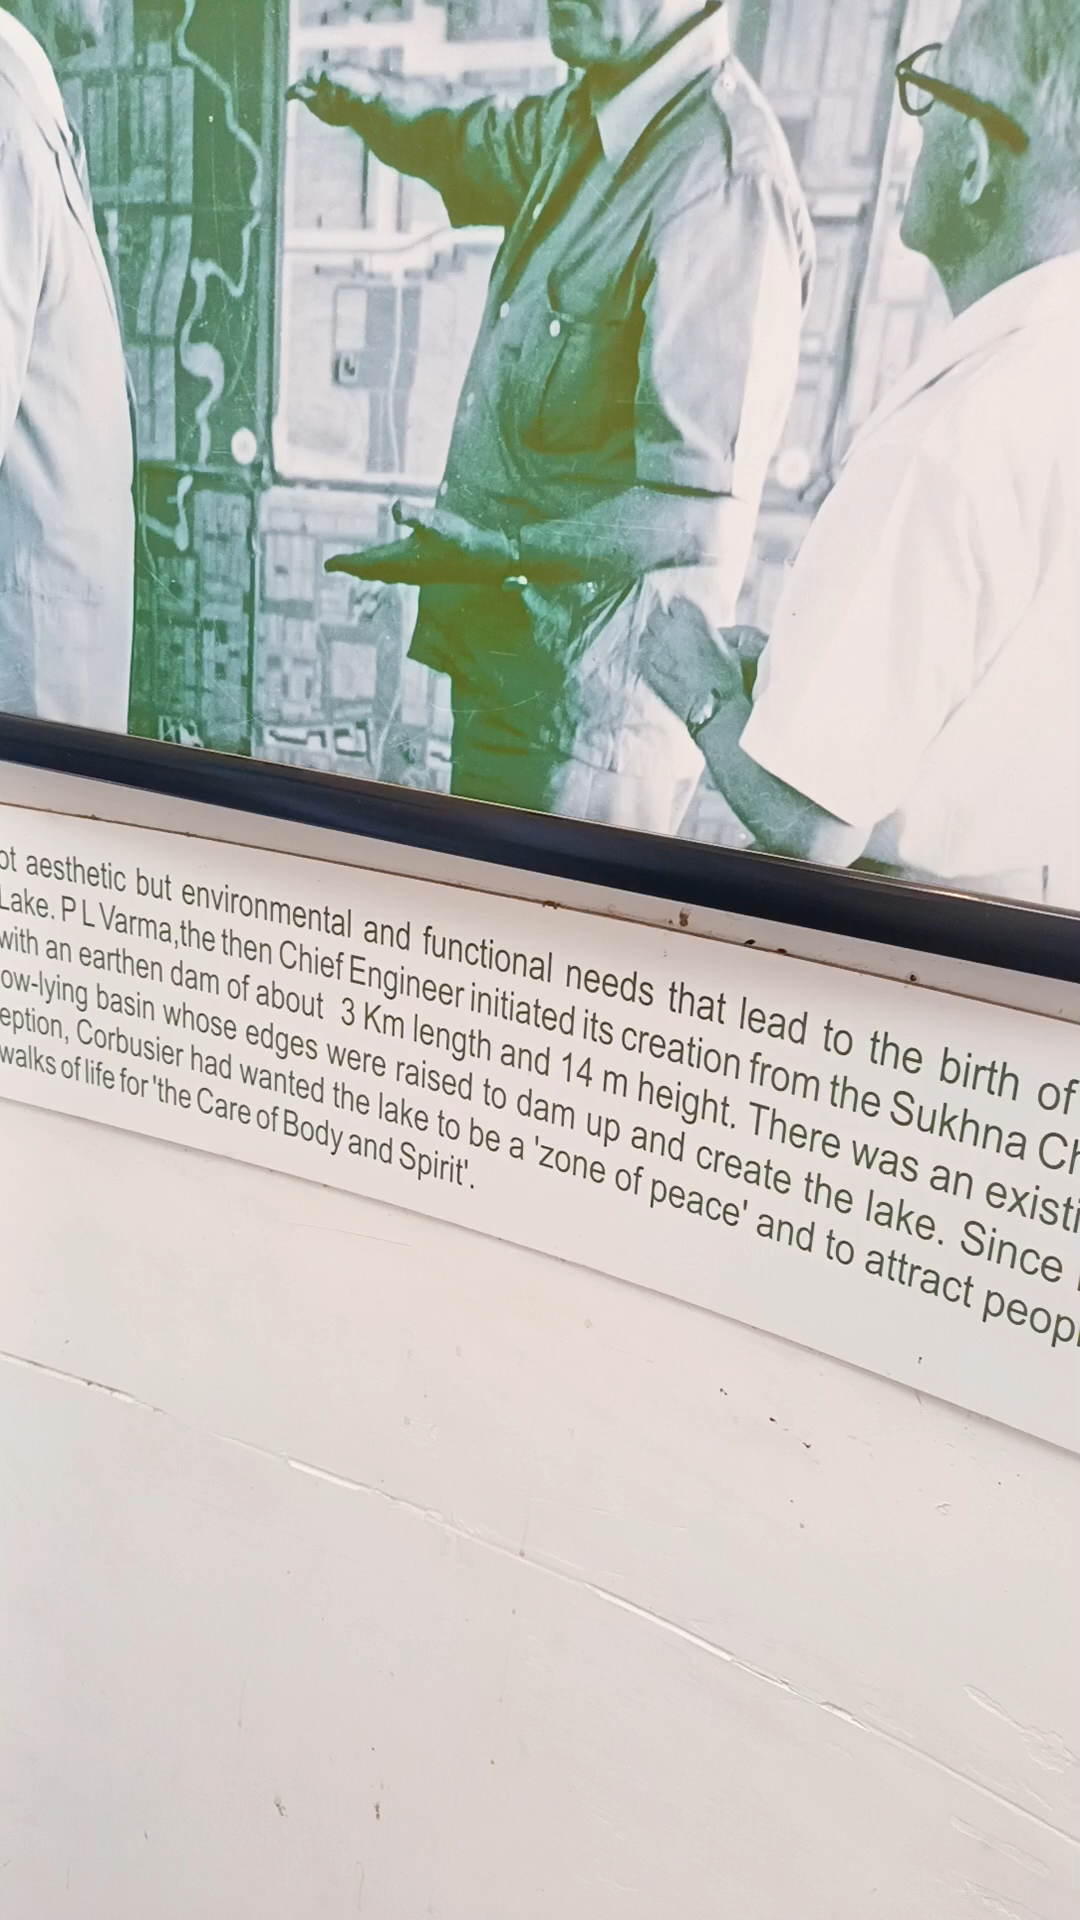 ot aesthetic but environmental and functional needs that lead to the birth of
Lake. P L Varma,the then Chief Engineer initiated its creation from the Sukhna Ch
with an earthen dam of about 3 Km length and 14 m height. There was an existi
ow-lying basin whose edges were raised to dam up and create the lake. Since
eption, Corbusier had wanted the lake to be a 'zone of peace' and to attract peopl
walks of life for 'the Care of Body and Spirit'.